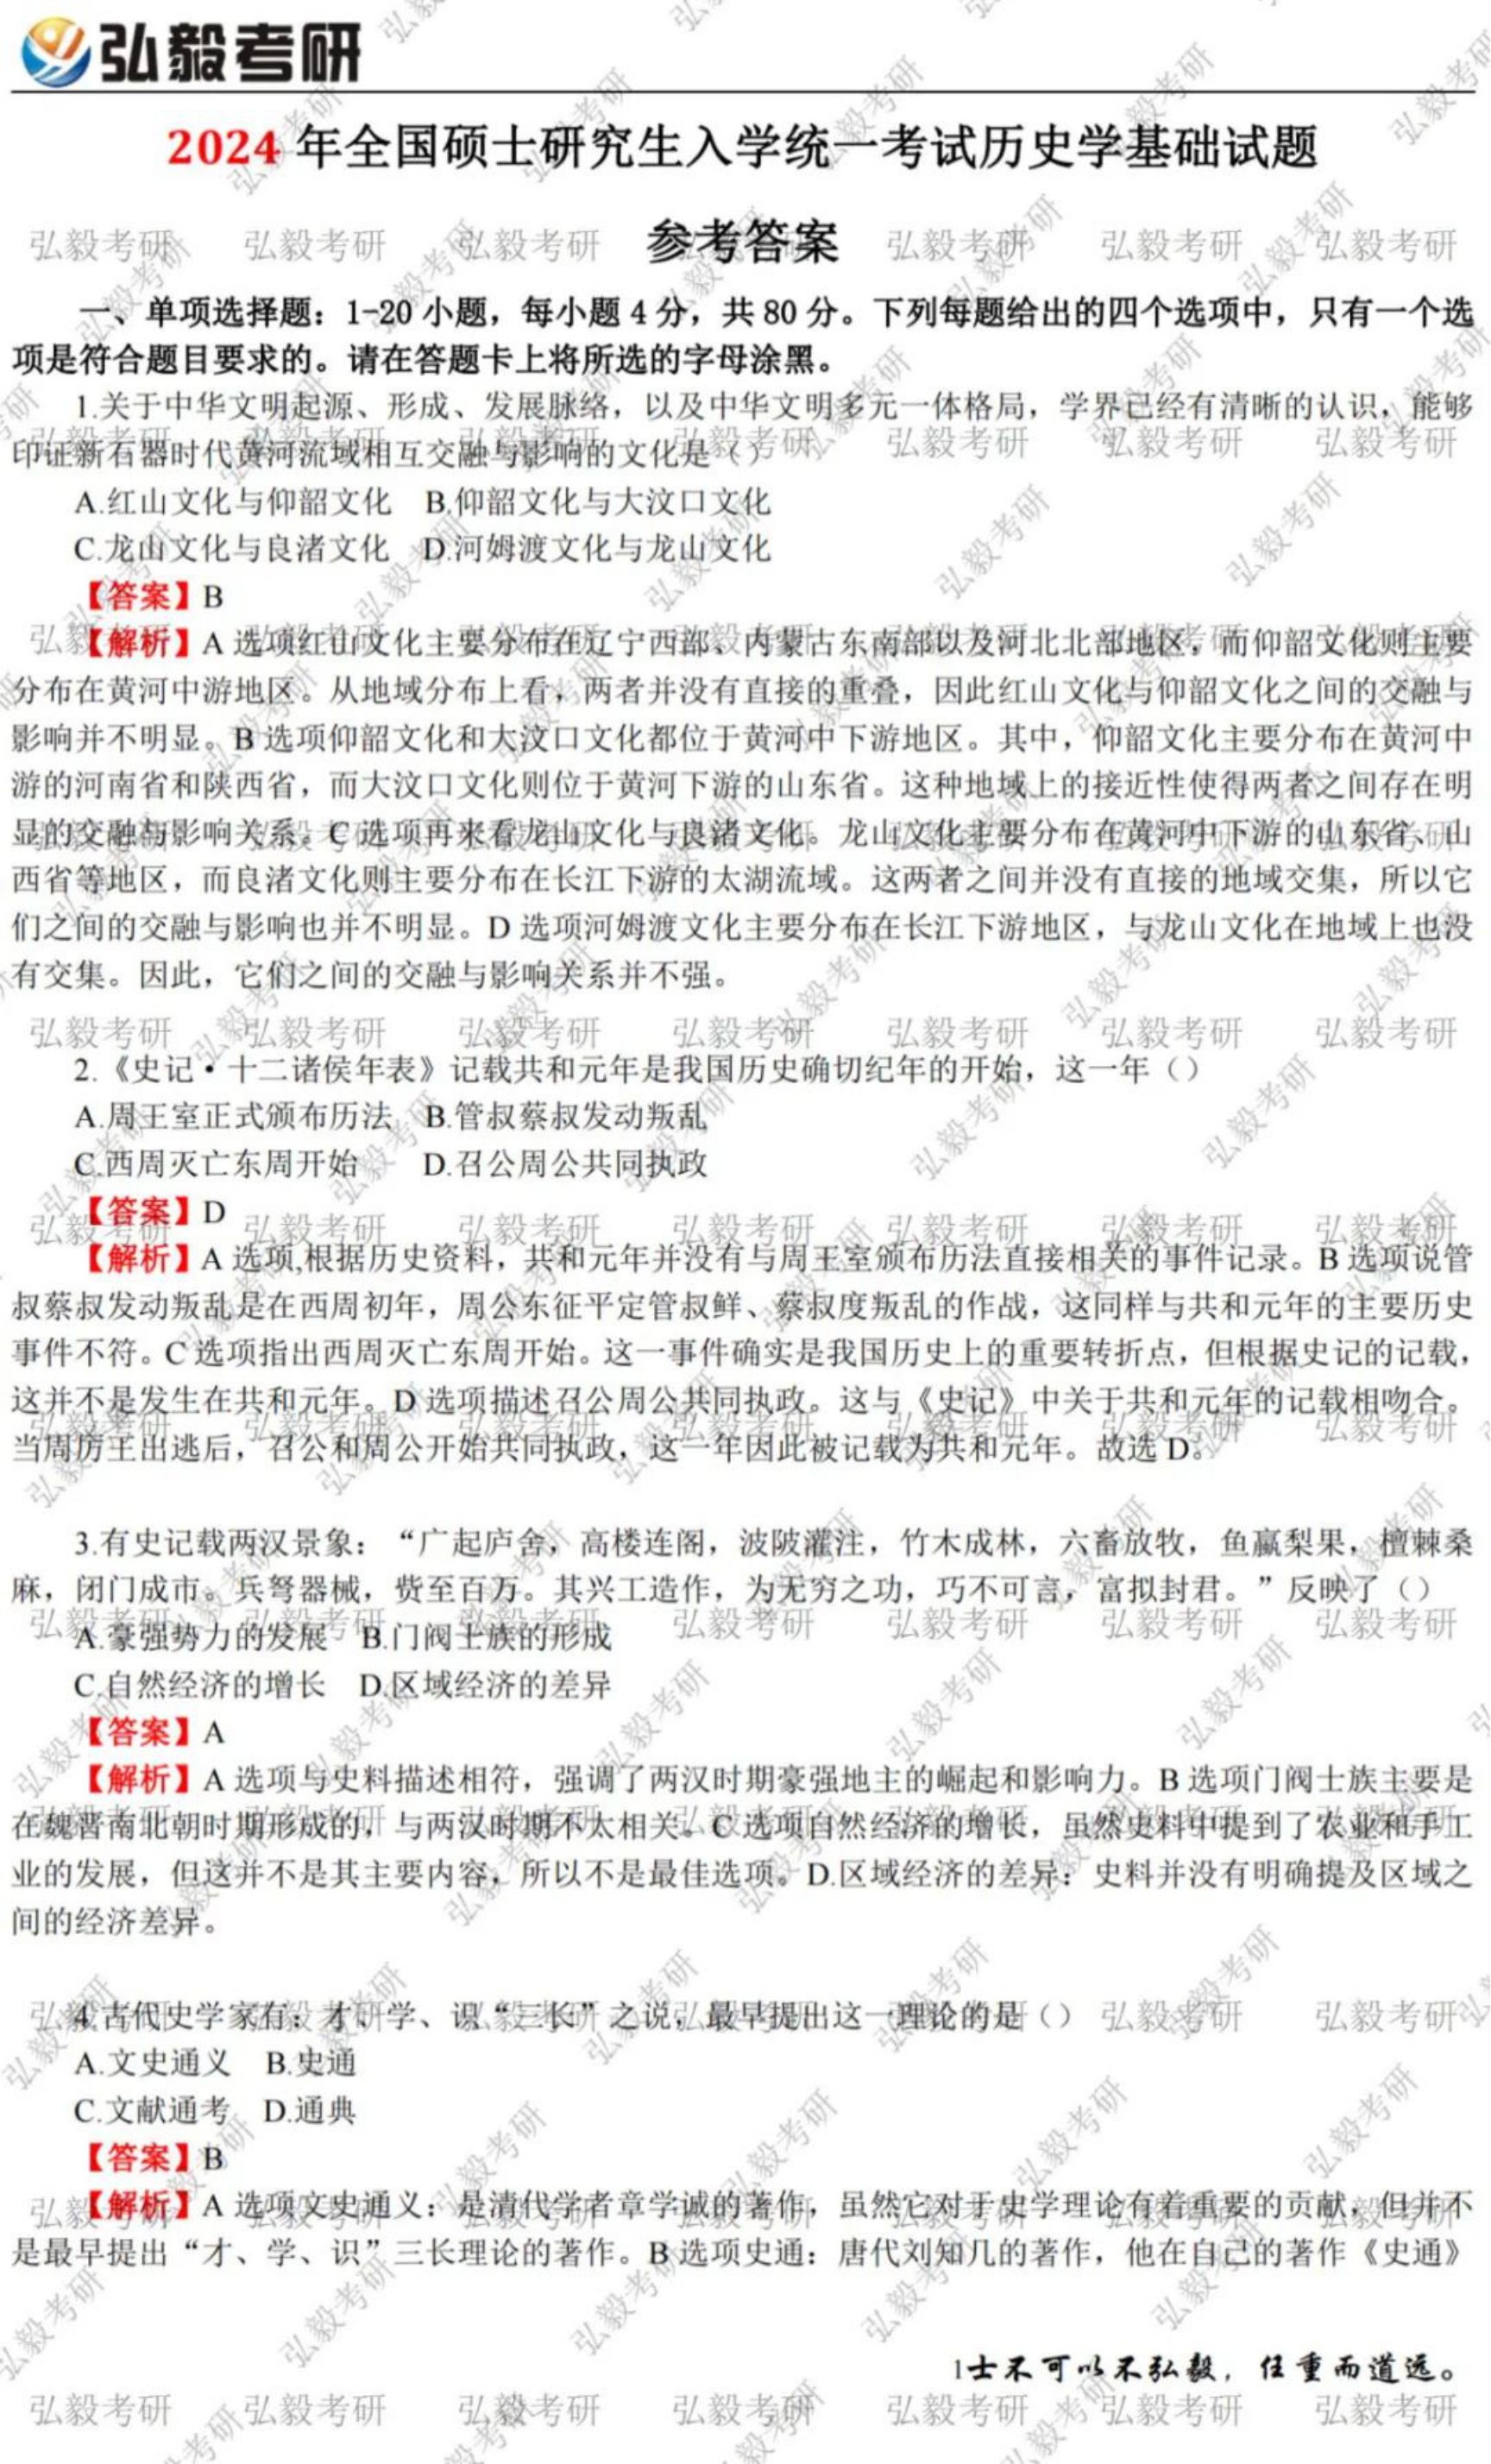 弘毅考研
2024 年全国硕士研究生入学统一考试历史学基础试题
参考答案
一、单项选择题：1-20 小题，每小题 4 分，共 80 分。下列每题给出的四个选项中，只有一个选
项是符合题目要求的。请在答题卡上将所选的字母涂黑。
1.关于中华文明起源、形成、发展脉络，以及中华文明多元一体格局，学界已经有清晰的认识，能够
印证新石器时代黄河流域相互交融与影响的文化是（）
A.红山文化与仰韶文化 B.仰韶文化与大汶口文化
C.龙山文化与良渚文化 D.河姆渡文化与龙山文化
【答案】B
【解析】A 选项红山文化主要分布在辽宁西部、内蒙古东南部以及河北北部地区，而仰韶文化则主要
分布在黄河中游地区。从地域分布上看，两者并没有直接的重叠，因此红山文化与仰韶文化之间的交融与
影响并不明显。B 选项仰韶文化和大汶口文化都位于黄河中下游地区。其中，仰韶文化主要分布在黄河中
游的河南省和陕西省，而大汶口文化则位于黄河下游的山东省。这种地域上的接近性使得两者之间存在明
显的交融与影响关系。C 选项再来看龙山文化与良渚文化。龙山文化主要分布在黄河中下游的山东省、山
西省等地区，而良渚文化则主要分布在长江下游的太湖流域。这两者之间并没有直接的地域交集，所以它
们之间的交融与影响也并不明显。D 选项河姆渡文化主要分布在长江下游地区，与龙山文化在地域上也没
有交集。因此，它们之间的交融与影响关系并不强。
2.《史记•十二诸侯年表》记载共和元年是我国历史确切纪年的开始，这一年（）
A.周王室正式颁布历法 B.管叔蔡叔发动叛乱
C.西周灭亡东周开始 D.召公周公共同执政
【答案】D
【解析】A 选项,根据历史资料，共和元年并没有与周王室颁布历法直接相关的事件记录。B 选项说管
叔蔡叔发动叛乱是在西周初年，周公东征平定管叔鲜、蔡叔度叛乱的作战，这同样与共和元年的主要历史
事件不符。C 选项指出西周灭亡东周开始。这一事件确实是我国历史上的重要转折点，但根据史记的记载，
这并不是发生在共和元年。D 选项描述召公周公共同执政。这与《史记》中关于共和元年的记载相吻合。
当周厉王出逃后，召公和周公开始共同执政，这一年因此被记载为共和元年。故选 D。
3.有史记载两汉景象：“广起庐舍，高楼连阁，波陂灌注，竹木成林，六畜放牧，鱼赢梨果，檀棘桑
麻，闭门成市。兵弩器械，赀至百万。其兴工造作，为无穷之功，巧不可言，富拟封君。”反映了（）
A.豪强势力的发展 B.门阀士族的形成
C.自然经济的增长 D.区域经济的差异
【答案】A
【解析】A 选项与史料描述相符，强调了两汉时期豪强地主的崛起和影响力。B 选项门阀士族主要是
在魏晋南北朝时期形成的，与两汉时期不太相关。C 选项自然经济的增长，虽然史料中提到了农业和手工
业的发展，但这并不是其主要内容，所以不是最佳选项。D.区域经济的差异：史料并没有明确提及区域之
间的经济差异。
4.古代史学家有：才、学、识“三长”之说，最早提出这一理论的是（）
A.文史通义 B.史通
C.文献通考 D.通典
【答案】B
【解析】A 选项文史通义：是清代学者章学诚的著作，虽然它对于史学理论有着重要的贡献，但并不
是最早提出“才、学、识”三长理论的著作。B 选项史通：唐代刘知几的著作，他在自己的著作《史通》
1士不可以不弘毅，任重而道远。